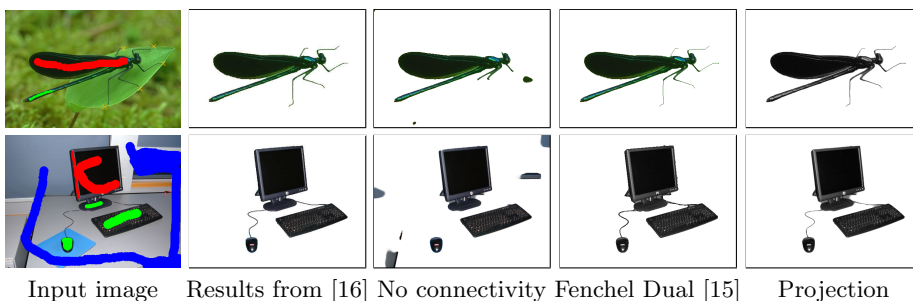 Input image Results from [16] No connectivity Fenchel Dual [15] Projection